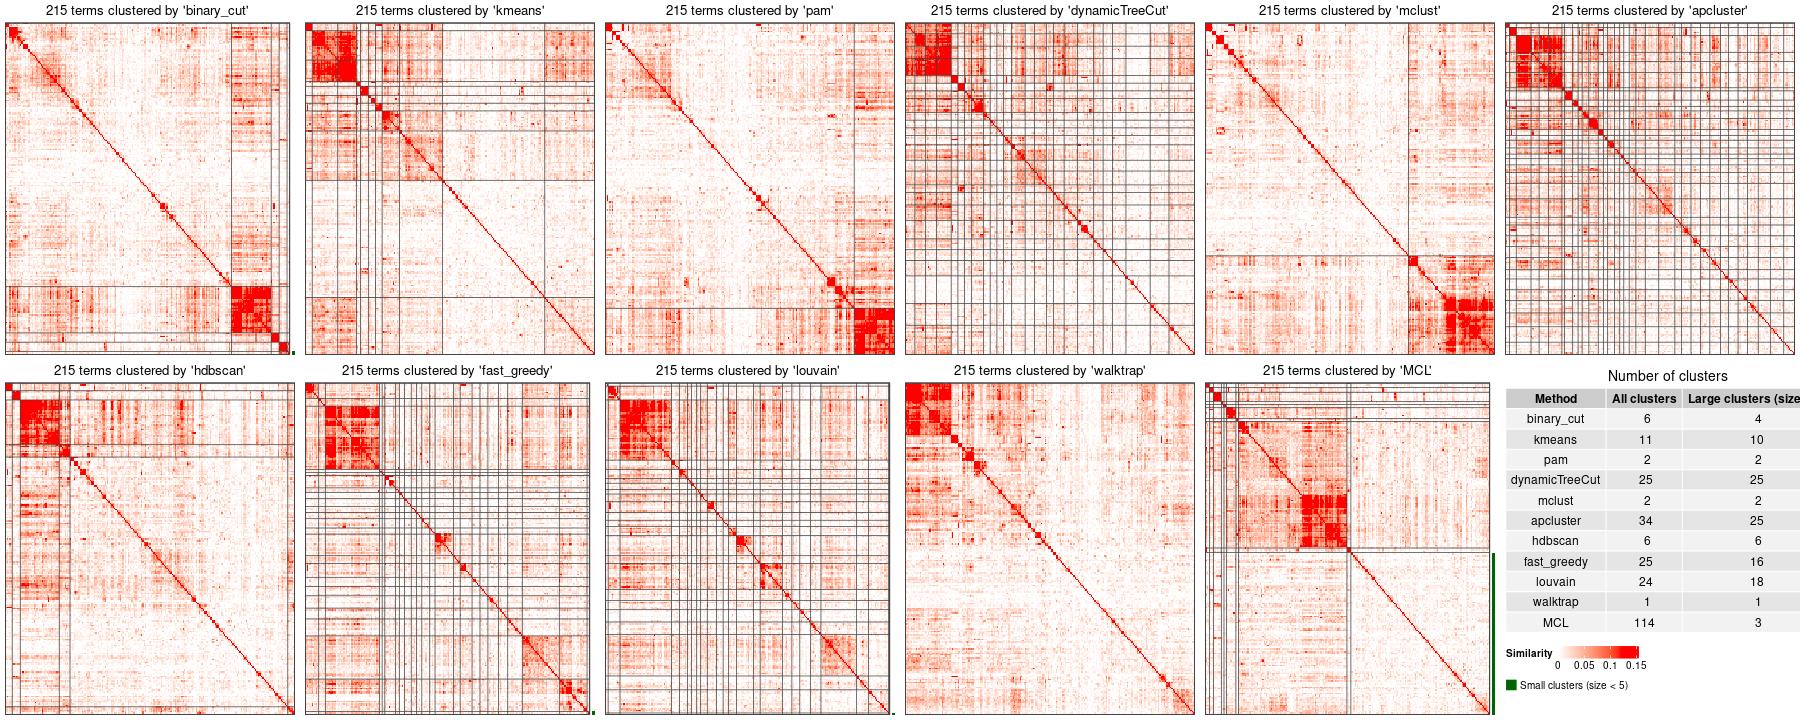 215 terms clustered by 'binary_cut'
215 terms clustered by 'kmeans'
215 terms clustered by 'pam'
215 terms clustered by 'dynamicTreeCut'
215 terms clustered by 'mclust'
215 terms clustered by 'apcluster'
215 terms clustered by 'hdbscan'
215 terms clustered by 'fast_greedy'
215 terms clustered by 'louvain'
215 terms clustered by 'walktrap'
215 terms clustered by 'MCL'
Number of clusters
Method All clusters Large clusters (size
binary_cut 6 4
kmeans 11 10
pam 2 2
dynamicTreeCut 25 25
mclust 2 2
apcluster 34 25
hdbscan 6 6
fast_greedy 25 16
louvain 24 18
walktrap 1 1
MCL 114 3
Similarity
0 0.05 0.1 0.15
Small clusters (size < 5)